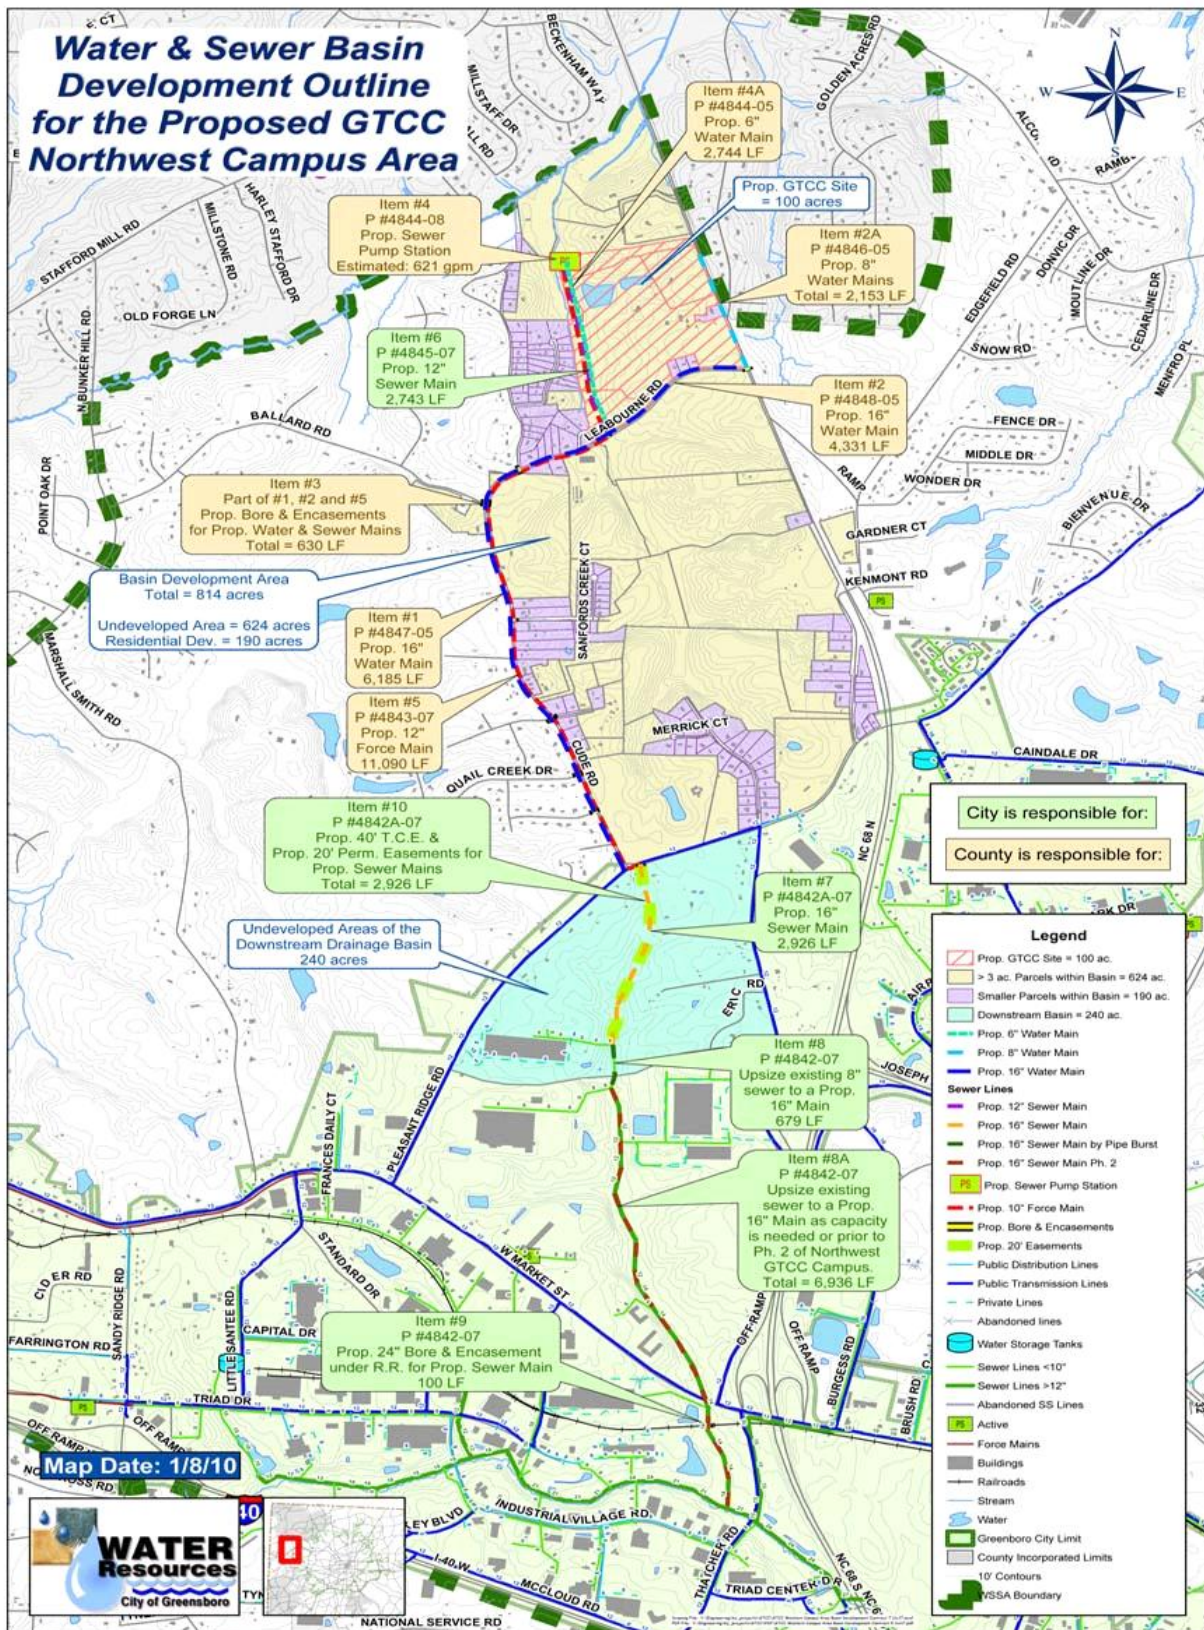 Water & Sewer Basin
Development Outline
for the Proposed GTCC
Northwest Campus Area
N
W
E
S
BECKENHAM WAY
MILLSTAFF DR
GOLDEN ACRES RD
HARLEY STAFFORD DR
MILLSTONE RD
STAFFORD MILL RD
OLD FORGE LN
N BUNKER HILL RD.
Item #4A
P #4844-05
Prop. 6"
Water Main
2,744 LF
Prop. GTCC Site
= 100 acres
Item #4
P #4844-08
Prop. Sewer
Pump Station
Estimated: 621 gpm
PS
Item #2A
P #4846-05
Prop. 8"
Water Mains
Total = 2,153 LF
EDGEFIELD RD
DONVIC DR
MOUTLINE DR
CEDARLINE DR
SNOW RD
MENFRO PL
Item #6
P #4845-07
Prop. 12"
Sewer Main
2,743 LF
LEABOURNE RD
Item #2
P #4848-05
Prop. 16"
Water Main
4,331 LF
BALLARD RD
POINT OAK DR
FENCE DR
MIDDLE DR
WONDER DR
RAMP
BIENVENUE DR
GARDNER CT
KENMONT RD
PS
Item #3
Part of #1, #2 and #5
Prop. Bore & Encasements
for Prop. Water & Sewer Mains
Total = 630 LF
Basin Development Area
Total = 814 acres
Undeveloped Area = 624 acres
Residential Dev. = 190 acres
SANFORDS CREEK CT
Item #1
P #4847-05
Prop. 16"
Water Main
6,185 LF
MARSHALL SMITH RD
Item #5
P #4843-07
Prop. 12"
Force Main
11,090 LF
MERRICK CT
CUDE RD
QUAIL CREEK DR
CAINDALE DR
NC 68 N
Item #10
P #4842A-07
Prop. 40' T.C.E. &
Prop. 20' Perm. Easements for
Prop. Sewer Mains
Total = 2,926 LF
City is responsible for:
County is responsible for:
Item #7
P #4842A-07
Prop. 16"
Sewer Main
2,926 LF
Undeveloped Areas of the
Downstream Drainage Basin
240 acres
ERIC RD
PLEASANT RIDGE RD
JOSEPH
Item #8
P #4842-07
Upsize existing 8"
sewer to a Prop.
16" Main
679 LF
Item #8A
P #4842-07
Upsize existing
sewer to a Prop.
16" Main as capacity
is needed or prior to
Ph. 2 of Northwest
GTCC Campus.
Total = 6,936 LF
FRANCES DAILY CT
STANDARD DR
W MARKET ST
SANDY RIDGE RD
LITTLE SANTEE RD
CAPITAL DR
FARRINGTON RD
TRIAD DR
PS
OFF RAMP
OFF RAMP
OFF-RAMP
OFF RAMP
BURGESS RD
BRUSH RD
Item #9
P #4842-07
Prop. 24" Bore & Encasement
under R.R. for Prop. Sewer Main
100 LF
Legend
Prop. GTCC Site = 100 ac.
> 3 ac. Parcels within Basin = 624 ac.
Smaller Parcels within Basin = 190 ac.
Downstream Basin = 240 ac.
Prop. 6" Water Main
Prop. 8" Water Main
Prop. 16" Water Main
Sewer Lines
Prop. 12" Sewer Main
Prop. 16" Sewer Main
Prop. 16" Sewer Main by Pipe Burst
Prop. 16" Sewer Main Ph. 2
PS Prop. Sewer Pump Station
Prop. 10" Force Main
Prop. Bore & Encasements
Prop. 20' Easements
Public Distribution Lines
Public Transmission Lines
Private Lines
Abandoned lines
Water Storage Tanks
Sewer Lines <10"
Sewer Lines >12"
Abandoned SS Lines
PS Active
Force Mains
Buildings
Railroads
Stream
Water
Greenboro City Limit
County Incorporated Limits
10' Contours
WSSA Boundary
Map Date: 1/8/10
40
WATER
Resources
City of Greensboro
INDUSTRIAL VILLAGE RD.
I-40 W
MCCLOUD RD
THATCHER RD
TRIAD CENTER DR
NC 68 S
NATIONAL SERVICE RD